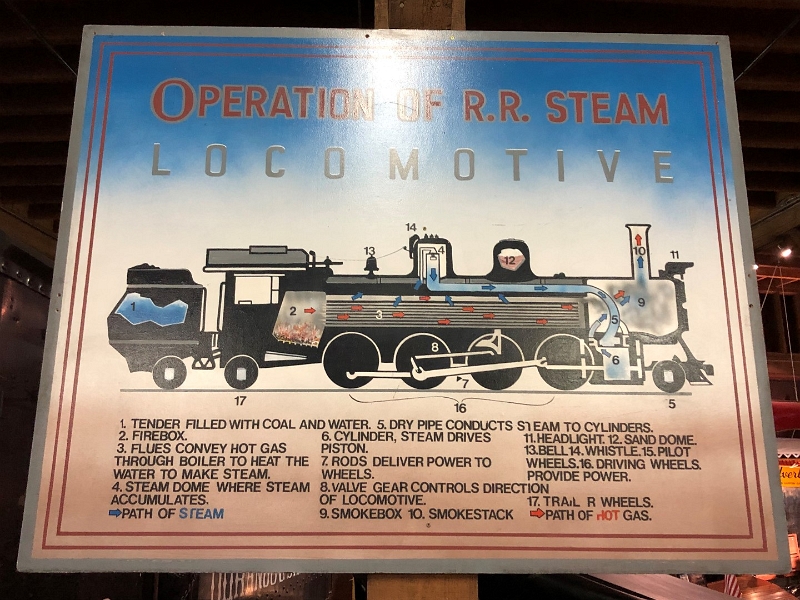 OPERATION OF R.R. STEAM
LOCOMOTIVE
14
13
4
12
10
11
1
2
3
9
5
8
6
7
17
16
5
1. TENDER FILLED WITH COAL AND WATER. 5. DRY PIPE CONDUCTS STEAM TO CYLINDERS.
2. FIREBOX.
3. FLUES CONVEY HOT GAS
THROUGH BOILER TO HEAT THE
WATER TO MAKE STEAM.
4. STEAM DOME WHERE STEAM
ACCUMULATES.
PATH OF STEAM
6. CYLINDER, STEAM DRIVES
PISTON.
7. RODS DELIVER POWER TO
WHEELS.
8. VALVE GEAR CONTROLS DIRECTION
OF LOCOMOTIVE.
9. SMOKEBOX 10. SMOKESTACK
11. HEADLIGHT. 12. SAND DOME.
13. BELL 14. WHISTLE. 15. PILOT
WHEELS. 16. DRIVING WHEELS.
PROVIDE POWER.
17. TRAIL R WHEELS.
PATH OF HOT GAS.